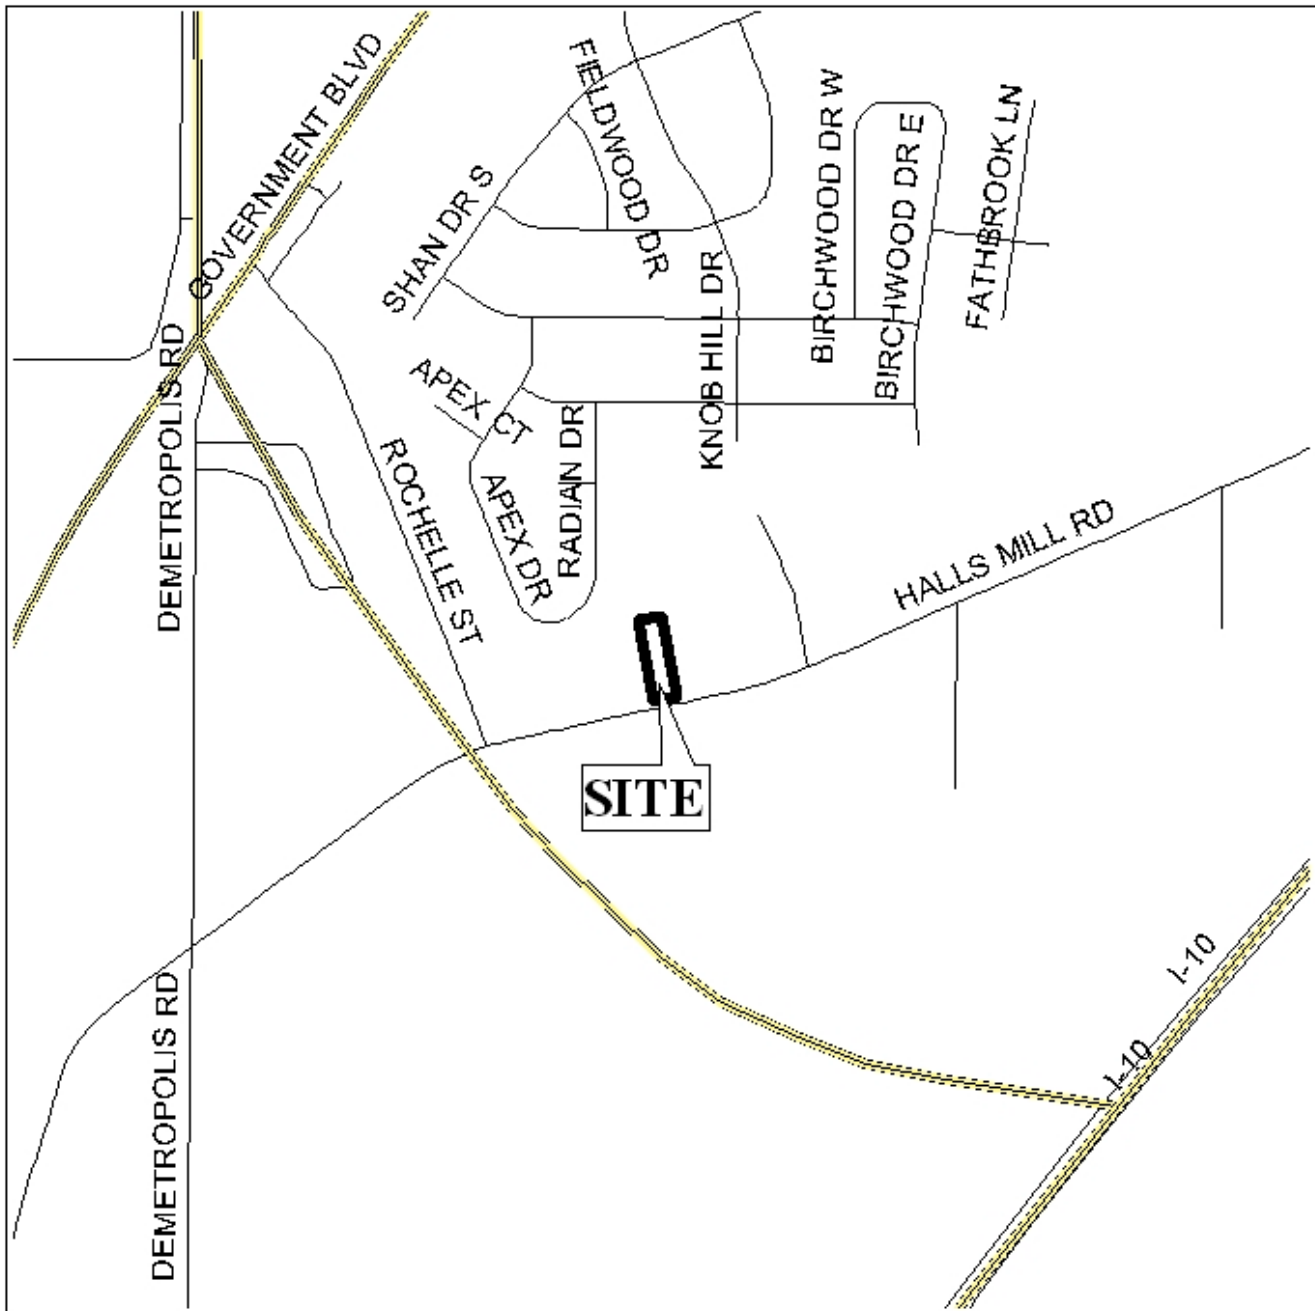 GOVERNMENT BLVD
FIELDWOOD DR
BIRCHWOOD DR W
BIRCHWOOD DR E
FATHBROOK LN
SHAN DR S
KNOB HILL DR
DEMETROPOLIS RD
APEX CT
ROCHELLE ST
APEX DR
RADIAN DR
HALLS MILL RD
SITE
I-10
I-10
DEMETROPOLIS RD